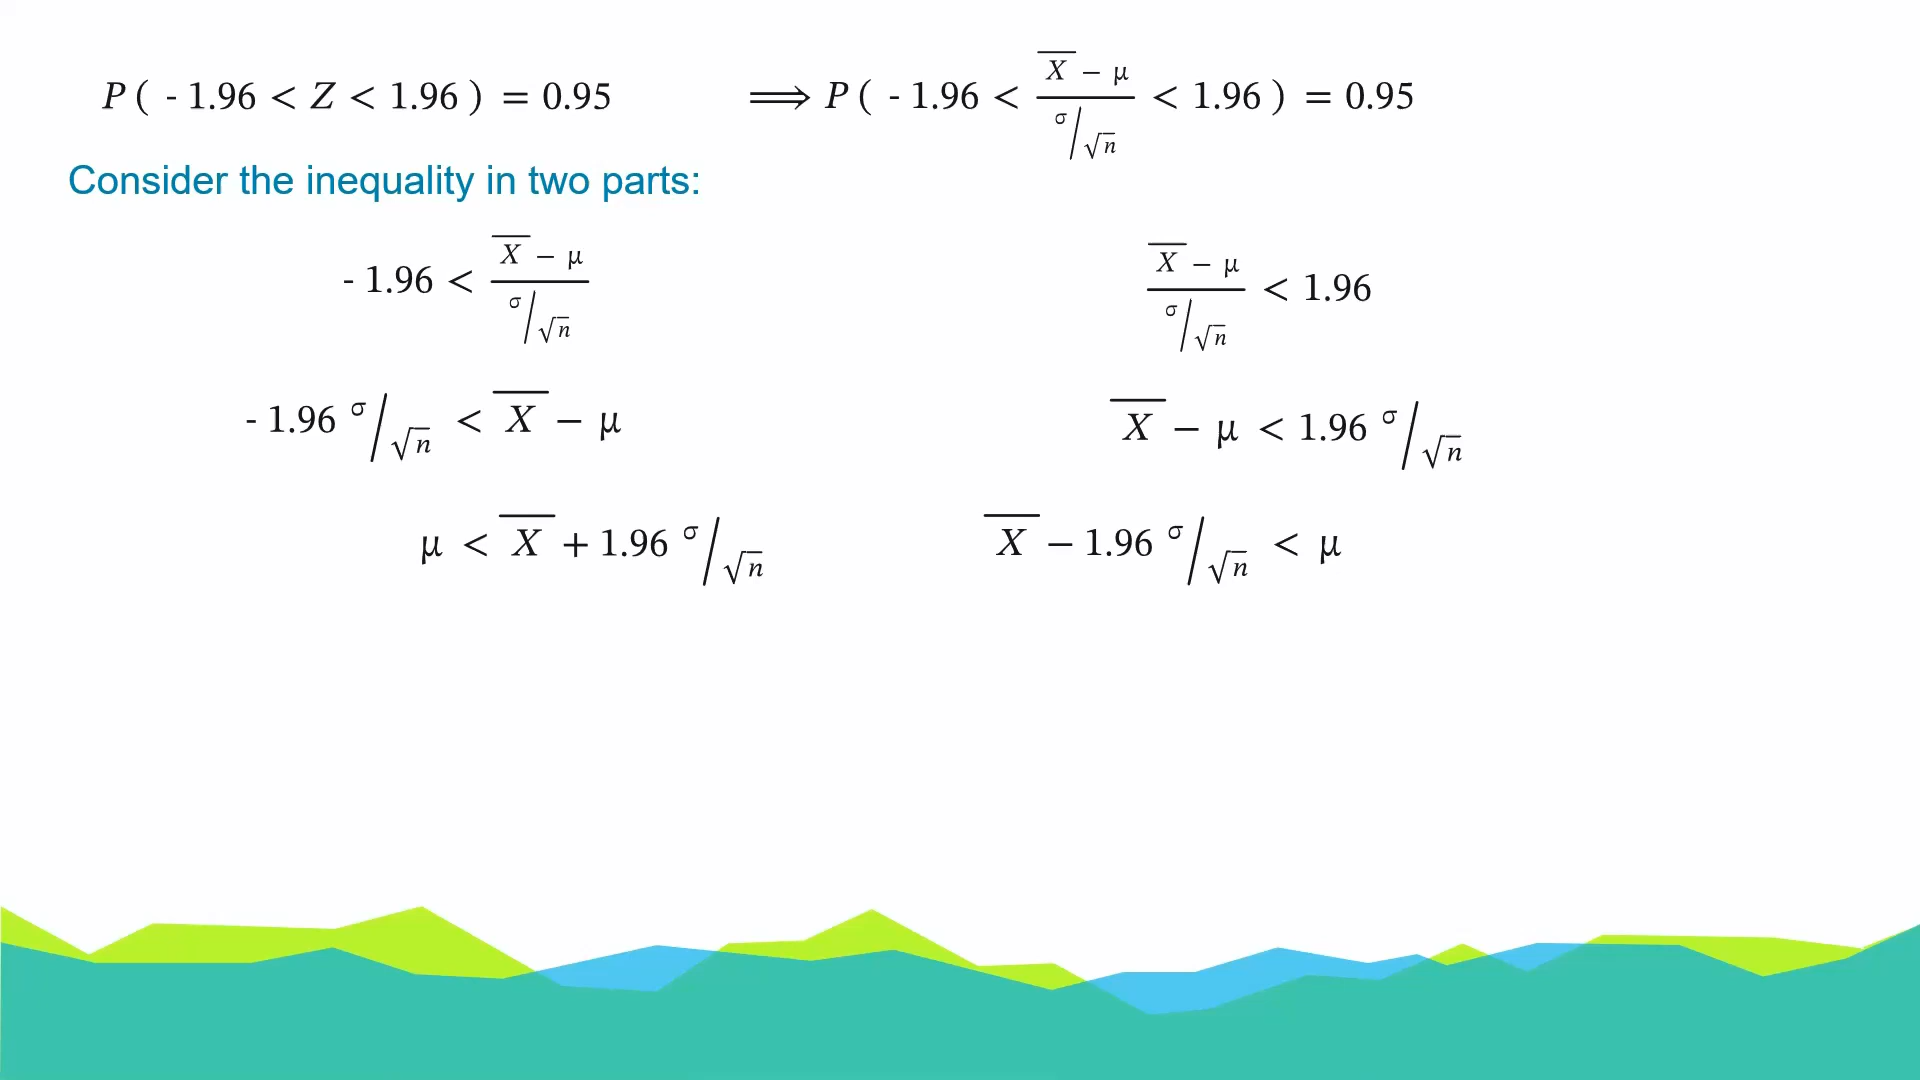 P ( - 1.96 < Z < 1.96 ) = 0.95 ⟹ P ( - 1.96 < (X̅ − μ)/(σ/√n) < 1.96 ) = 0.95
Consider the inequality in two parts:
- 1.96 < (X̅ − μ)/(σ/√n) (X̅ − μ)/(σ/√n) < 1.96
- 1.96 σ/√n < X̅ − μ X̅ − μ < 1.96 σ/√n
μ < X̅ + 1.96 σ/√n X̅ − 1.96 σ/√n < μ